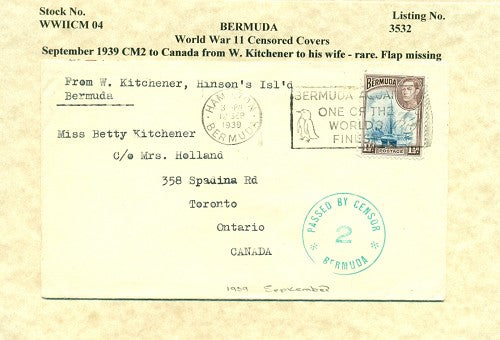 Stock No.
WWIICM 04
BERMUDA
Listing No.
3532
World War II Censored Covers
September 1939 CM2 to Canada from W. Kitchener to his wife - rare. Flap missing
From W. Kitchener, Hinson's Isl'd
Bermuda
HAMILTON
SEP
1939
BERMUDA
BERMUDA AQUAR
ONE OF THE
WORLD'S
FINEST
BERMUDA
POSTAGE
Miss Betty Kitchener
C/o Mrs. Holland
358 Spadina Rd
Toronto
Ontario
CANADA
PASSED BY CENSOR
2
BERMUDA
1939 September